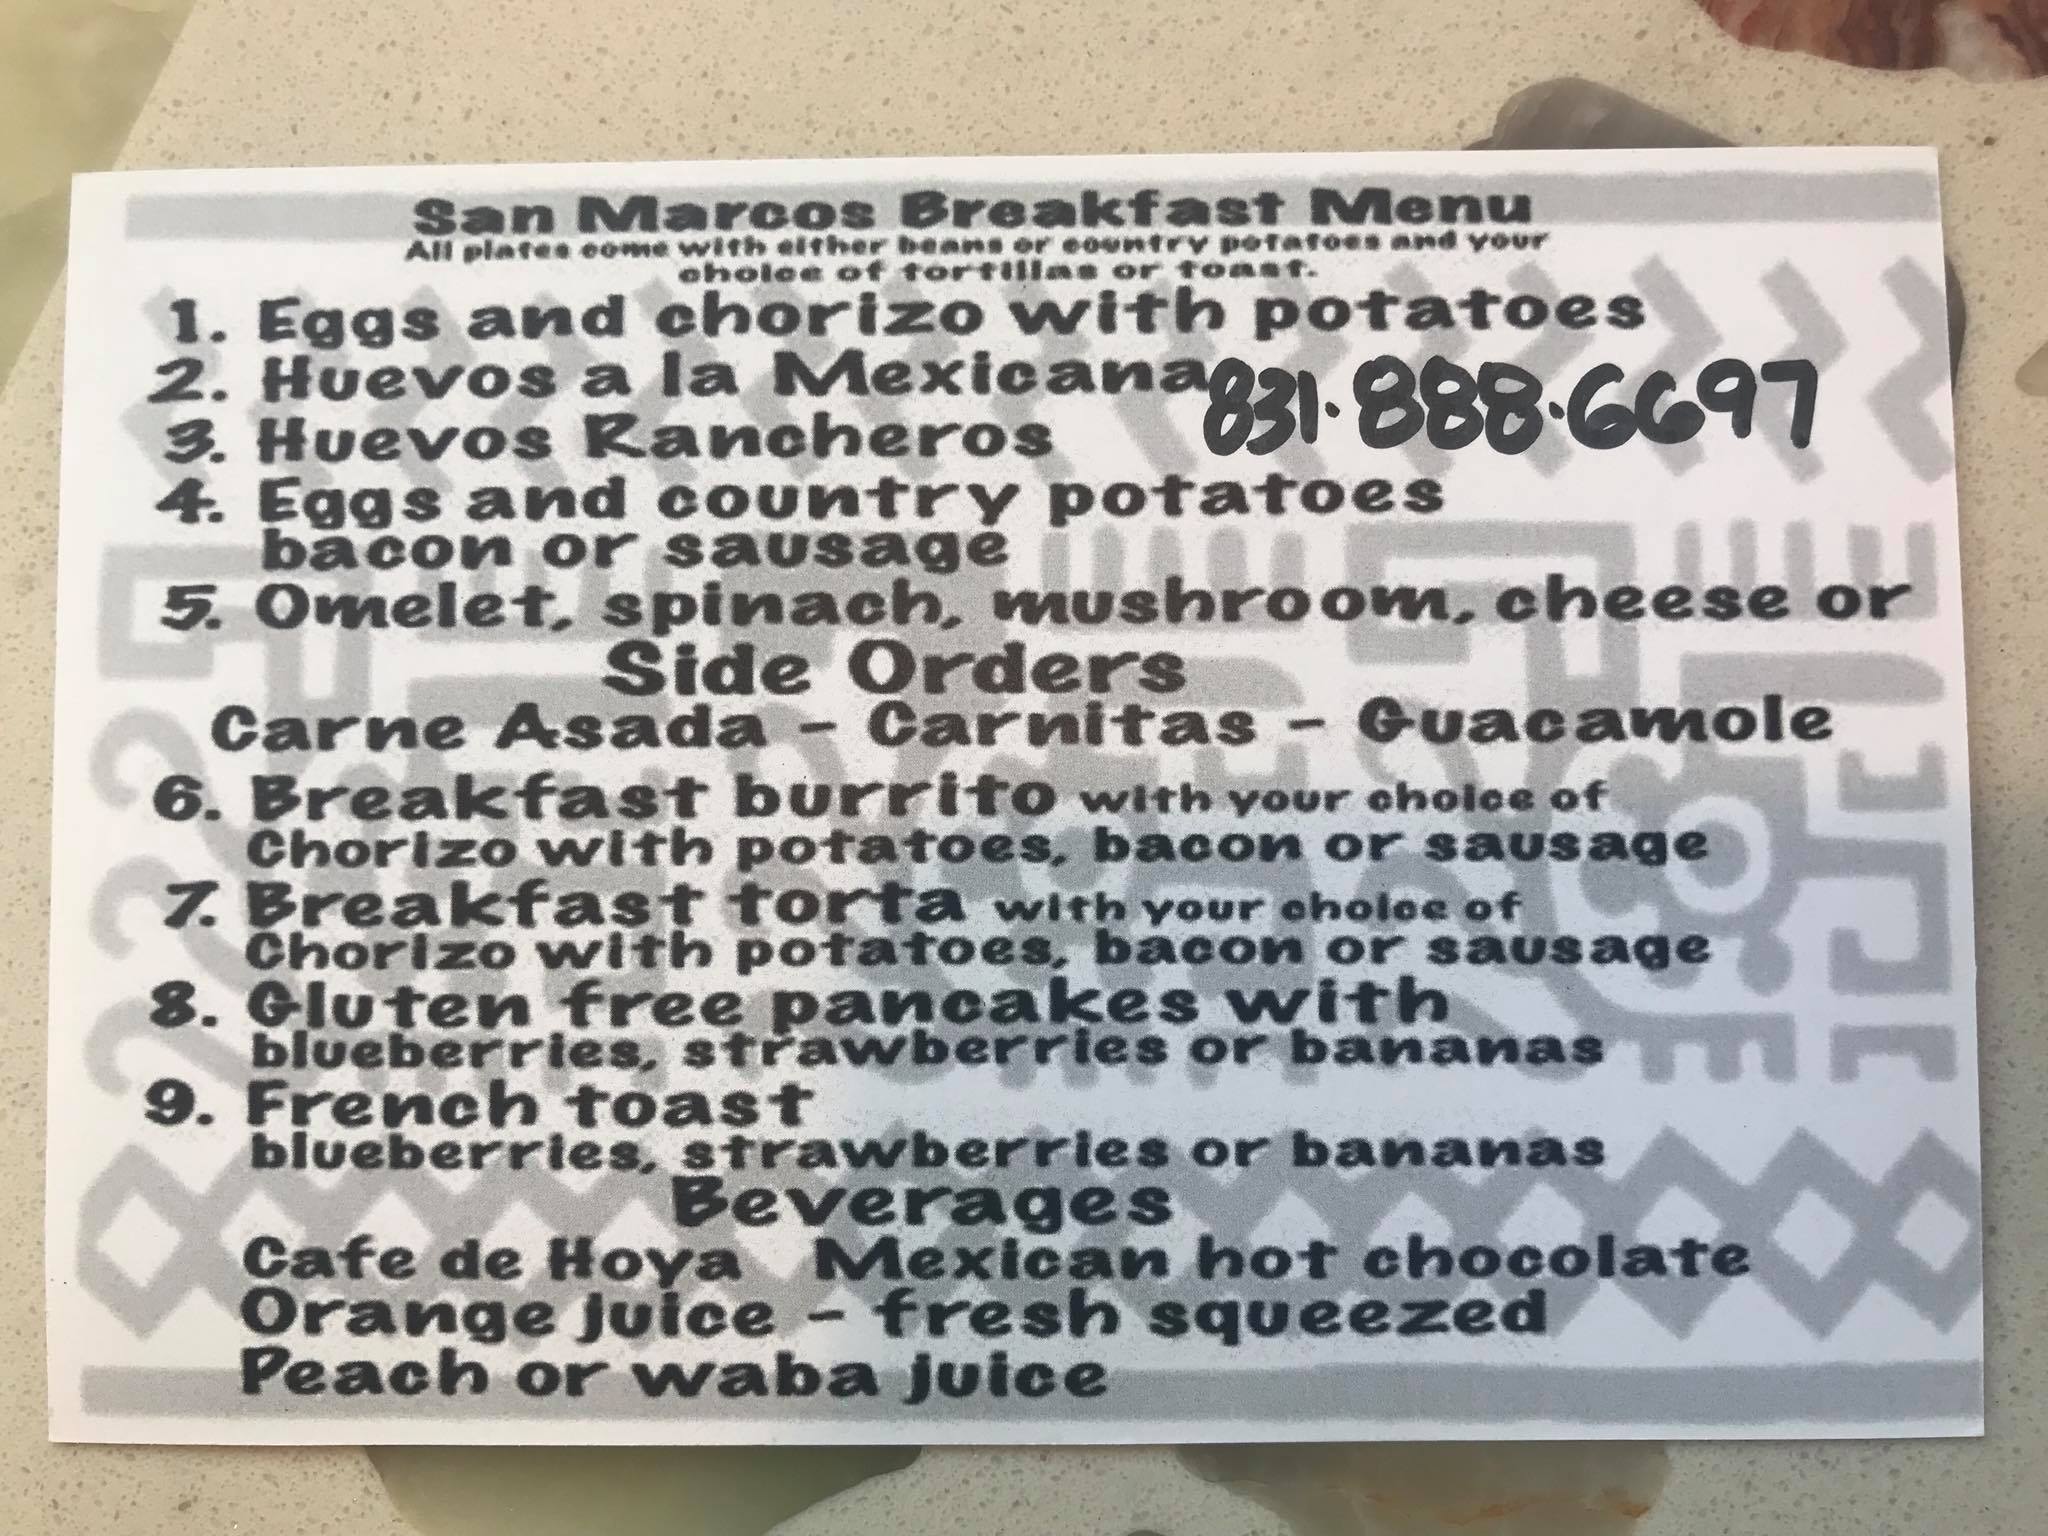 San Marcos Breakfast Menu
All plates come with either beans or country potatoes and your
choice of tortillas or toast.
1. Eggs and chorizo with potatoes
2. Huevos a la Mexicana
831·888·6697
3. Huevos Rancheros
4. Eggs and country potatoes
bacon or sausage
5. Omelet, spinach, mushroom, cheese or
Side Orders
Carne Asada - Carnitas - Guacamole
6. Breakfast burrito with your choice of
Chorizo with potatoes, bacon or sausage
7. Breakfast torta with your choice of
Chorizo with potatoes, bacon or sausage
8. Gluten free pancakes with
blueberries, strawberries or bananas
9. French toast
blueberries, strawberries or bananas
Beverages
Cafe de Hoya Mexican hot chocolate
Orange juice - fresh squeezed
Peach or waba juice